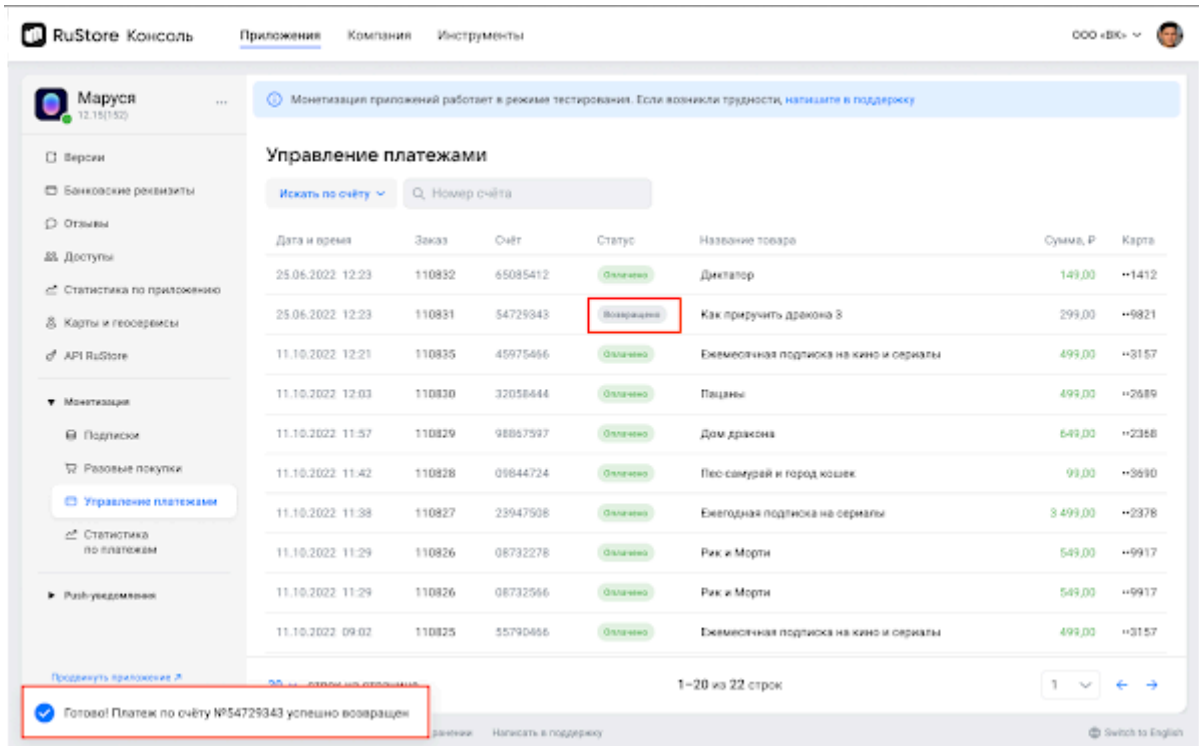 RuStore Консоль
Приложения Компания Инструменты
ООО «ВК»
Маруся
12.15(152)
Версии
Банковские реквизиты
Отзывы
Доступы
Статистика по приложению
Карты и геосервисы
API RuStore
Монетизация
Подписки
Разовые покупки
Управление платежами
Статистика
по платежам
Push-уведомления
Продвинуть приложение
Монетизация приложений работает в режиме тестирования. Если возникли трудности, напишите в поддержку
Управление платежами
Искать по счёту Номер счёта
Дата и время Заказ Счёт Статус Название товара Сумма, ₽ Карта
25.06.2022 12:23 110832 65085412 Оплачено Диктатор 149,00 ••1412
25.06.2022 12:23 110831 54729343 Возвращено Как приручить дракона 3 299,00 ••9821
11.10.2022 12:21 110835 45975466 Оплачено Ежемесячная подписка на кино и сериалы 499,00 ••3157
11.10.2022 12:03 110830 32058644 Оплачено Пацаны 499,00 ••2689
11.10.2022 11:57 110829 98867597 Оплачено Дом дракона 649,00 ••2368
11.10.2022 11:42 110828 09844724 Оплачено Пес-самурай и город кошек 99,00 ••3690
11.10.2022 11:38 110827 23947508 Оплачено Ежегодная подписка на сериалы 3 499,00 ••2378
11.10.2022 11:29 110826 08732278 Оплачено Рик и Морти 549,00 ••9917
11.10.2022 11:29 110826 08732566 Оплачено Рик и Морти 549,00 ••9917
11.10.2022 09:02 110825 55790466 Оплачено Ежемесячная подписка на кино и сериалы 499,00 ••3157
20 строк на странице 1–20 из 22 строк 1
Готово! Платеж по счёту №54729343 успешно возвращен
Написать в поддержку Switch to English